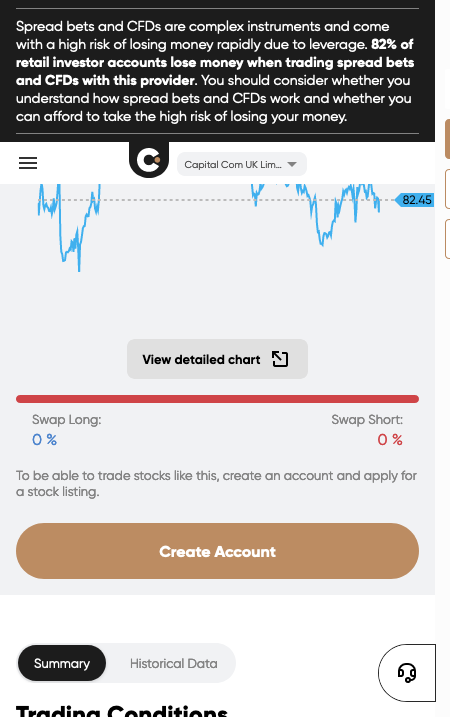 Spread bets and CFDs are complex instruments and come
with a high risk of losing money rapidly due to leverage. 82% of
retail investor accounts lose money when trading spread bets
and CFDs with this provider. You should consider whether you
understand how spread bets and CFDs work and whether you
can afford to take the high risk of losing your money.
Capital Com UK Lim...
82.45
View detailed chart
Swap Long: Swap Short:
0 % 0 %
To be able to trade stocks like this, create an account and apply for
a stock listing.
Create Account
Summary Historical Data
Trading Conditions